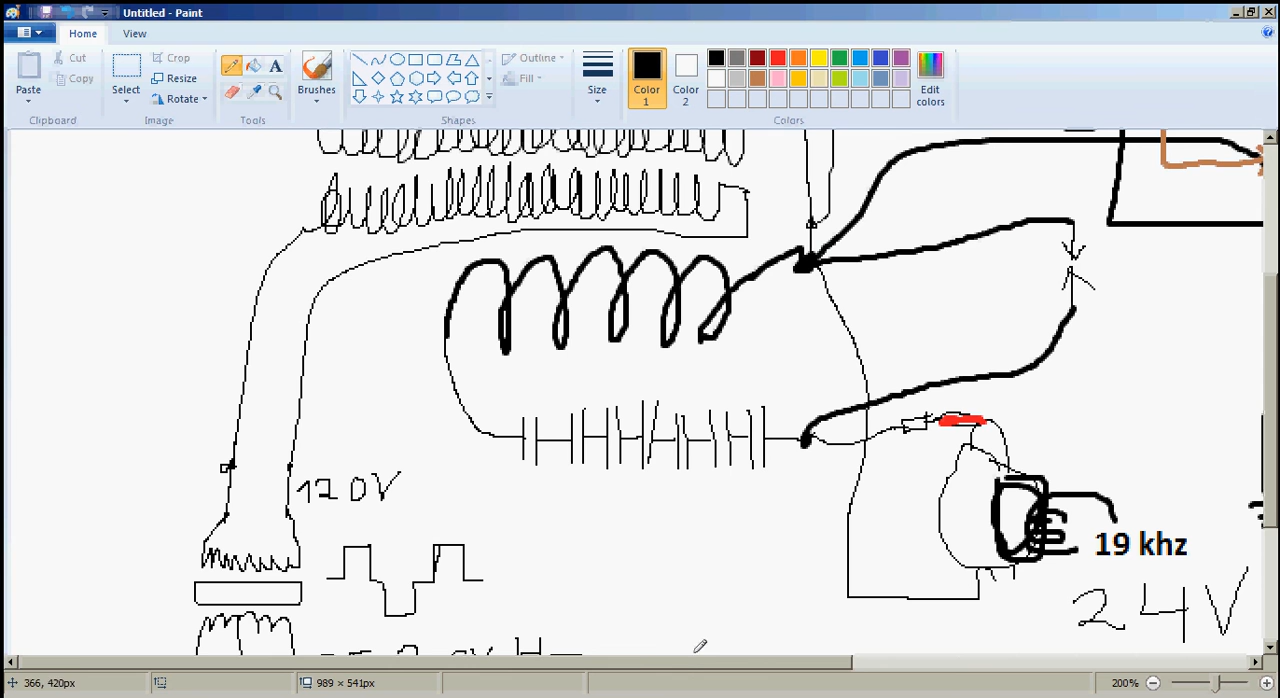 Untitled - Paint
Home View
Paste Cut Copy Select Crop Resize Rotate A Brushes Outline Fill Size Color 1 Color 2 Edit colors
Clipboard Image Tools Shapes Colors
120V
19 khz
24V
366, 420px 989 × 541px 200%